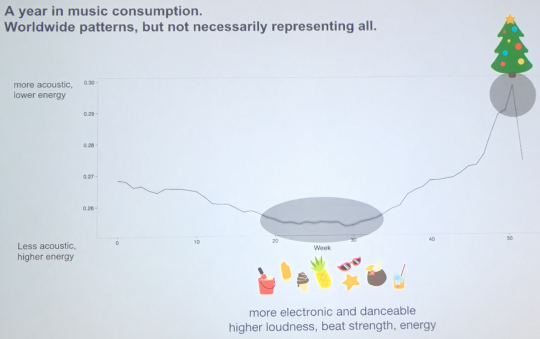 A year in music consumption.
Worldwide patterns, but not necessarily representing all.
more acoustic,
lower energy
0.30
0.29
0.28
0.27
0.26
Less acoustic,
higher energy
0
10
20
30
40
50
Week
more electronic and danceable
higher loudness, beat strength, energy